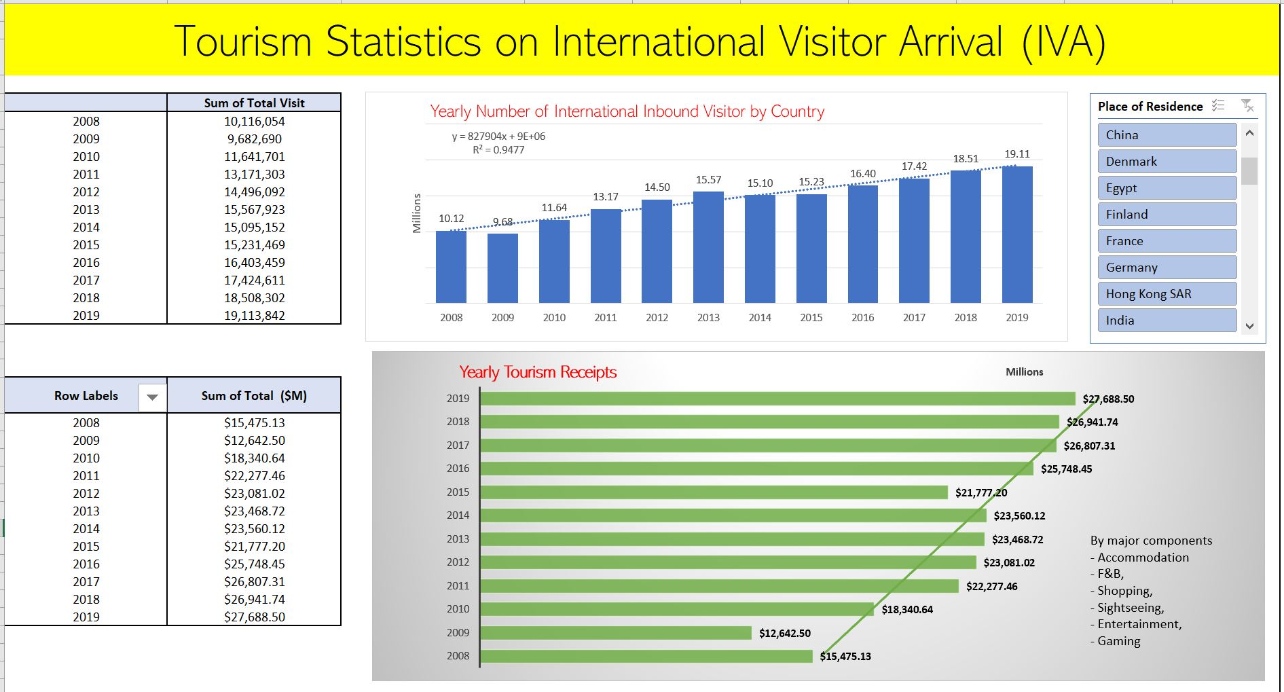 Tourism Statistics on International Visitor Arrival (IVA)
Sum of Total Visit
2008 10,116,054
2009 9,682,690
2010 11,641,701
2011 13,171,303
2012 14,496,092
2013 15,567,923
2014 15,095,152
2015 15,231,469
2016 16,403,459
2017 17,424,611
2018 18,508,302
2019 19,113,842
Yearly Number of International Inbound Visitor by Country
y = 827904x + 9E+06
R² = 0.9477
Millions
10.12 9.68 11.64 13.17 14.50 15.57 15.10 15.23 16.40 17.42 18.51 19.11
2008 2009 2010 2011 2012 2013 2014 2015 2016 2017 2018 2019
Place of Residence
China
Denmark
Egypt
Finland
France
Germany
Hong Kong SAR
India
Row Labels Sum of Total ($M)
2008 $15,475.13
2009 $12,642.50
2010 $18,340.64
2011 $22,277.46
2012 $23,081.02
2013 $23,468.72
2014 $23,560.12
2015 $21,777.20
2016 $25,748.45
2017 $26,807.31
2018 $26,941.74
2019 $27,688.50
Yearly Tourism Receipts
Millions
2019 $27,688.50
2018 $26,941.74
2017 $26,807.31
2016 $25,748.45
2015 $21,777.20
2014 $23,560.12
2013 $23,468.72
2012 $23,081.02
2011 $22,277.46
2010 $18,340.64
2009 $12,642.50
2008 $15,475.13
By major components
- Accommodation
- F&B,
- Shopping,
- Sightseeing,
- Entertainment,
- Gaming